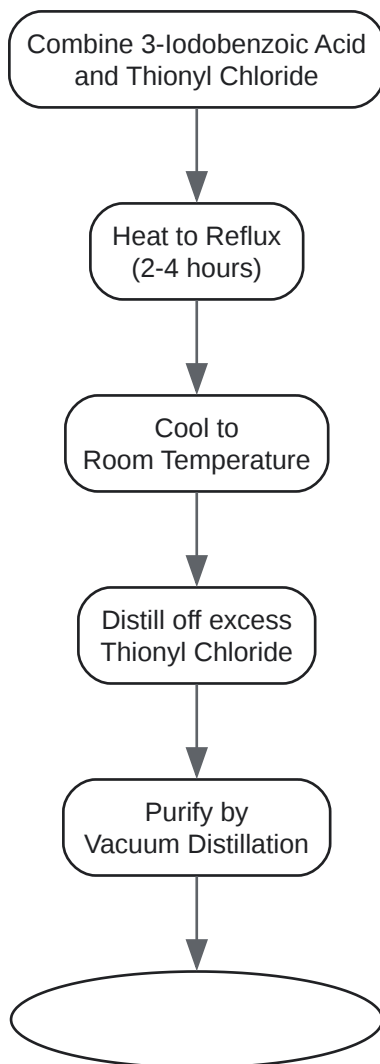 Combine 3-Iodobenzoic Acid
and Thionyl Chloride
Heat to Reflux
(2-4 hours)
Cool to
Room Temperature
Distill off excess
Thionyl Chloride
Purify by
Vacuum Distillation